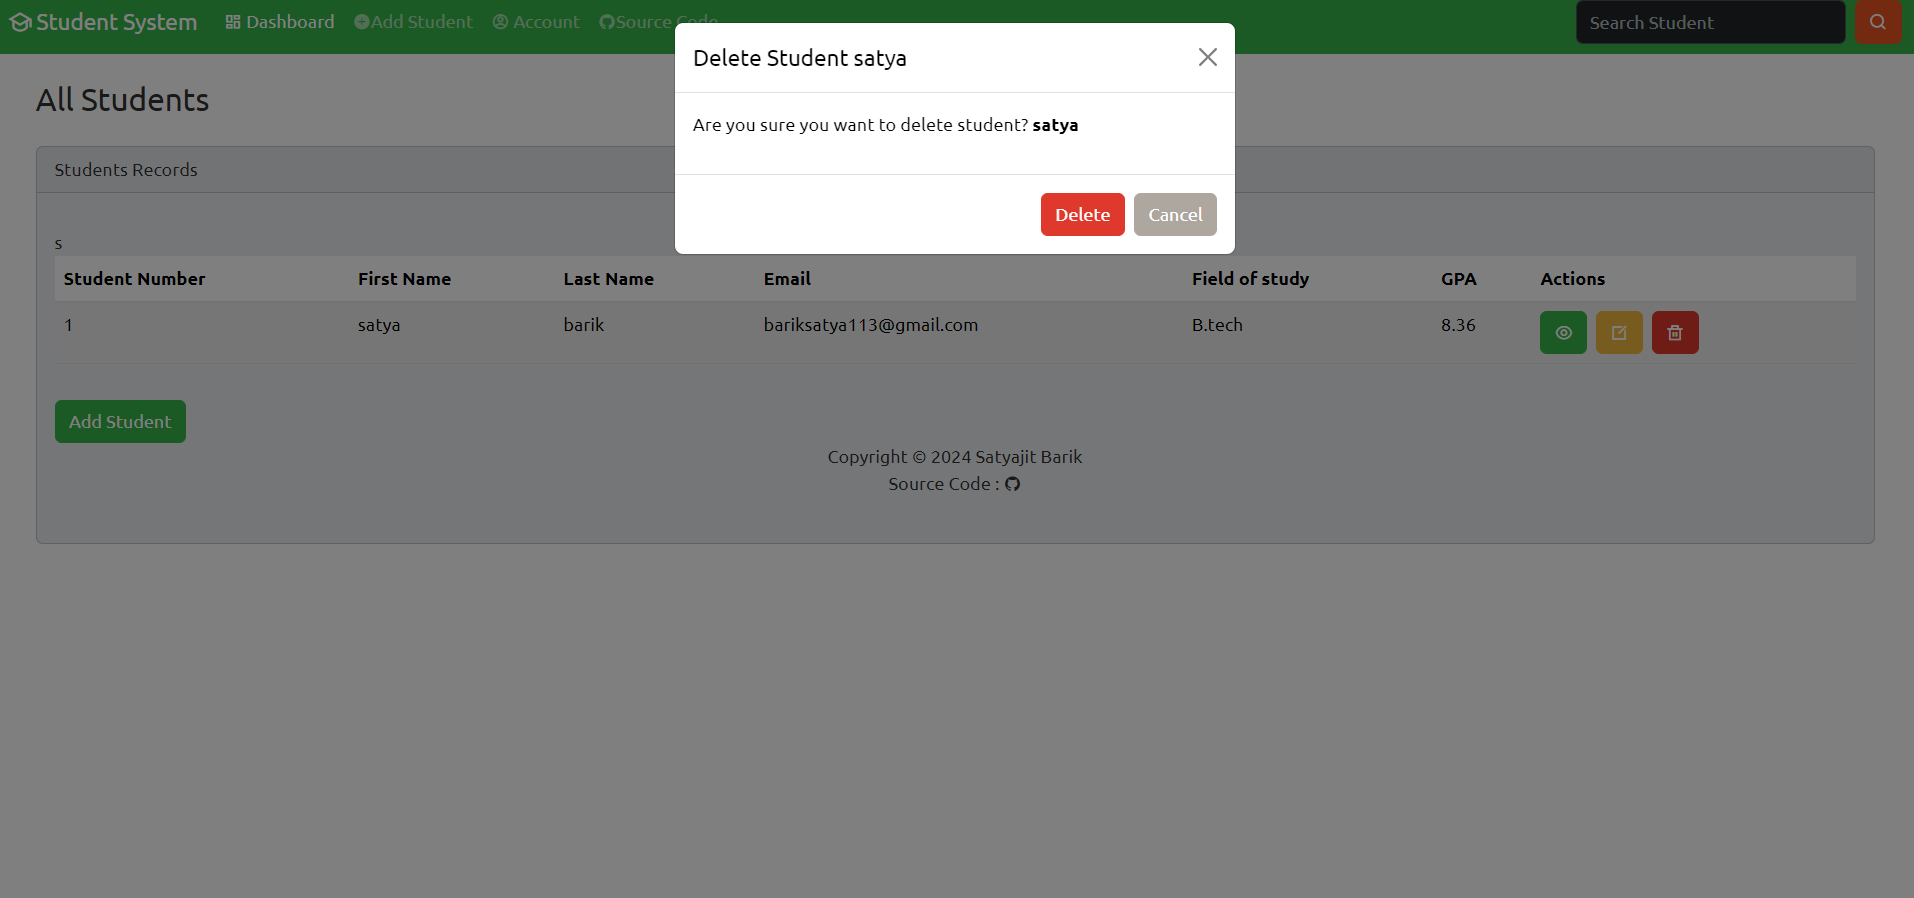 Student System Dashboard Add Student Account Source Code Search Student
Delete Student satya
Are you sure you want to delete student? satya
Delete Cancel
All Students
Students Records
s
Student Number First Name Last Name Email Field of study GPA Actions
1 satya barik bariksatya113@gmail.com B.tech 8.36
Add Student
Copyright © 2024 Satyajit Barik
Source Code :